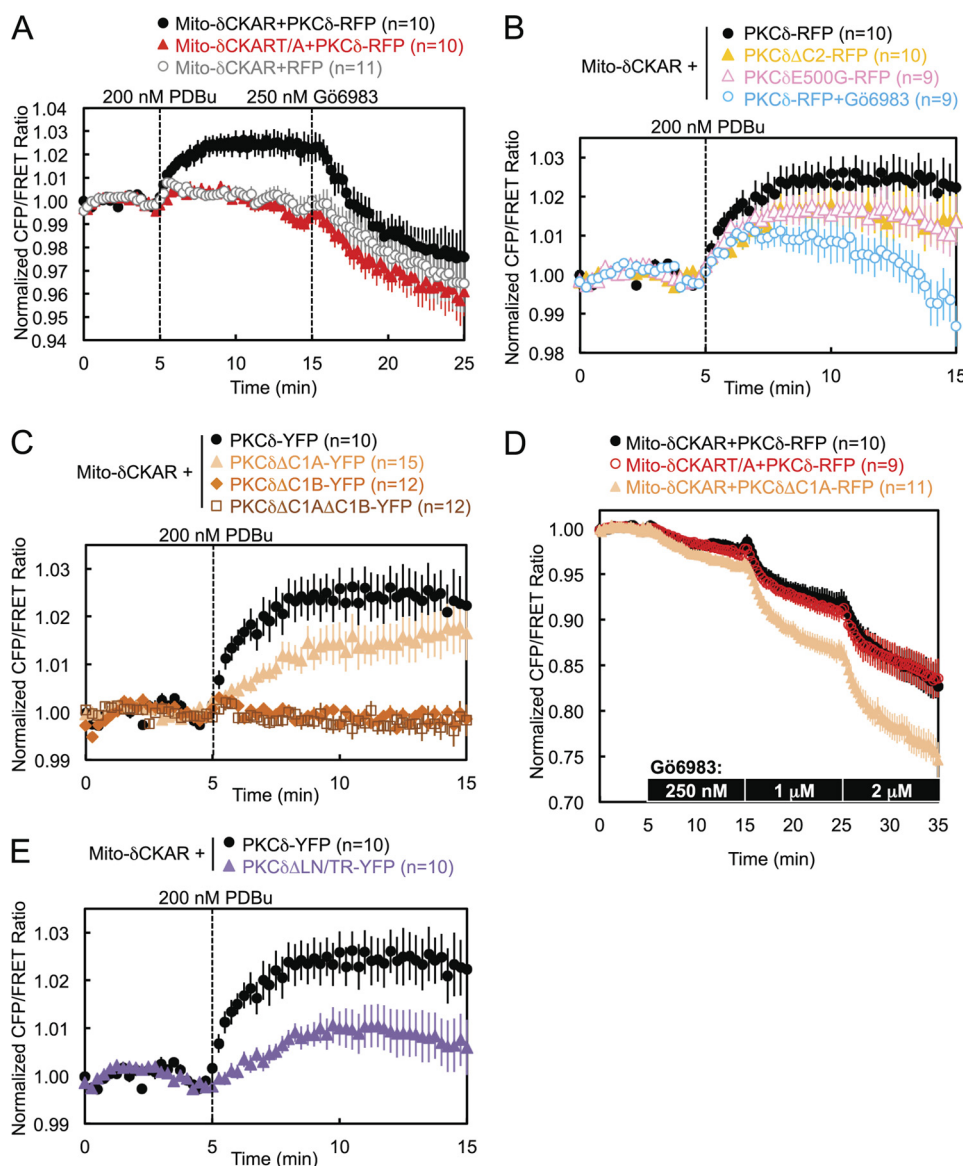 A
Mito-δCKAR+PKCδ-RFP (n=10)
Mito-δCKART/A+PKCδ-RFP (n=10)
Mito-δCKAR+RFP (n=11)
200 nM PDBu
250 nM Gö6983
Normalized CFP/FRET Ratio
1.04
1.03
1.02
1.01
1.00
0.99
0.98
0.97
0.96
0.95
0.94
0 5 10 15 20 25
Time (min)
B
Mito-δCKAR +
PKCδ-RFP (n=10)
PKCδΔC2-RFP (n=10)
PKCδE500G-RFP (n=9)
PKCδ-RFP+Gö6983 (n=9)
200 nM PDBu
Normalized CFP/FRET Ratio
1.03
1.02
1.01
1.00
0.99
0.98
0 5 10 15
Time (min)
C
Mito-δCKAR +
PKCδ-YFP (n=10)
PKCδΔC1A-YFP (n=15)
PKCδΔC1B-YFP (n=12)
PKCδΔC1AΔC1B-YFP (n=12)
200 nM PDBu
Normalized CFP/FRET Ratio
1.03
1.02
1.01
1.00
0.99
0 5 10 15
Time (min)
D
Mito-δCKAR+PKCδ-RFP (n=10)
Mito-δCKART/A+PKCδ-RFP (n=9)
Mito-δCKAR+PKCδΔC1A-RFP (n=11)
Normalized CFP/FRET Ratio
1.00
0.95
0.90
0.85
0.80
0.75
0.70
Gö6983:
250 nM 1 μM 2 μM
0 5 10 15 20 25 30 35
Time (min)
E
Mito-δCKAR +
PKCδ-YFP (n=10)
PKCδΔLN/TR-YFP (n=10)
200 nM PDBu
Normalized CFP/FRET Ratio
1.03
1.02
1.01
1.00
0.99
0 5 10 15
Time (min)